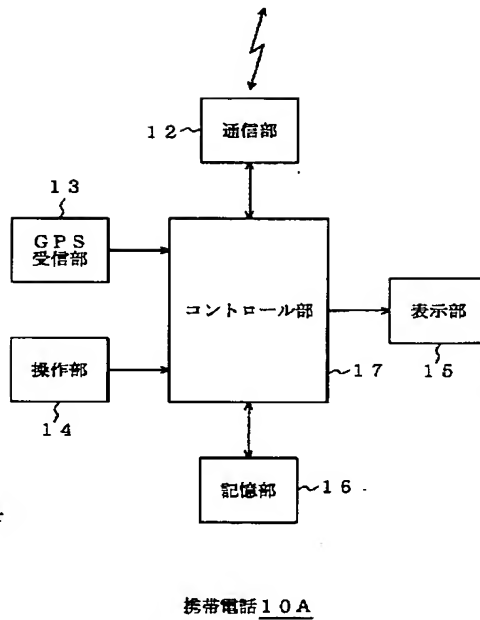 12
通信部
13
GPS
受信部
コントロール部
表示部
操作部
17
15
14
記憶部
16
携帯電話10A